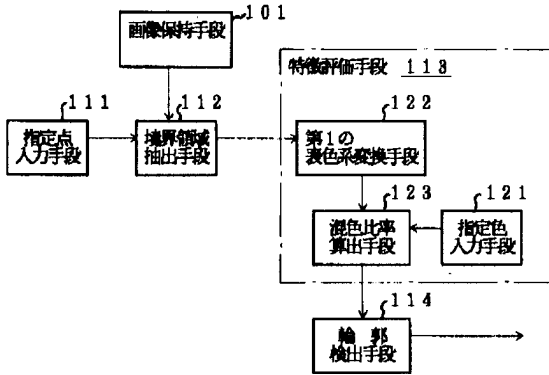 101
画像保持手段
特徴評価手段 113
111
112
122
指定点
入力手段
境界領域
抽出手段
第1の
表色系変換手段
123
121
混色比率
算出手段
指定色
入力手段
114
輪郭
検出手段